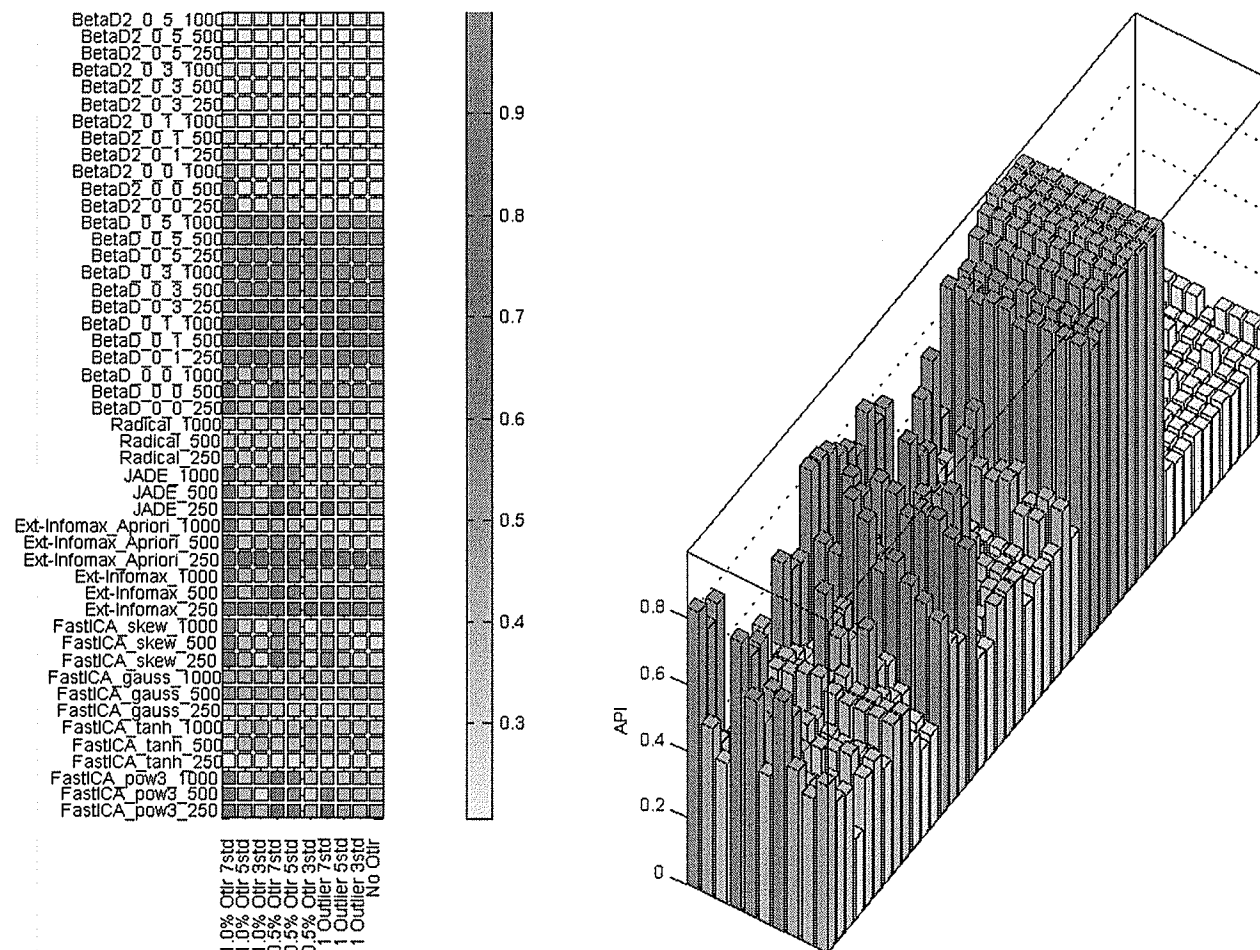 BetaD2_0_5_1000
BetaD2_0_5_500
BetaD2_0_5_250
BetaD2_0_3_1000
BetaD2_0_3_500
BetaD2_0_3_250
BetaD2_0_1_1000
BetaD2_0_1_500
BetaD2_0_1_250
BetaD2_0_0_1000
BetaD2_0_0_500
BetaD2_0_0_250
BetaD_0_5_1000
BetaD_0_5_500
BetaD_0_5_250
BetaD_0_3_1000
BetaD_0_3_500
BetaD_0_3_250
BetaD_0_1_1000
BetaD_0_1_500
BetaD_0_1_250
BetaD_0_0_1000
BetaD_0_0_500
BetaD_0_0_250
Radical_1000
Radical_500
Radical_250
JADE_1000
JADE_500
JADE_250
Ext-Infomax_Apriori_1000
Ext-Infomax_Apriori_500
Ext-Infomax_Apriori_250
Ext-Infomax_1000
Ext-Infomax_500
Ext-Infomax_250
FastICA_skew_1000
FastICA_skew_500
FastICA_skew_250
FastICA_gauss_1000
FastICA_gauss_500
FastICA_gauss_250
FastICA_tanh_1000
FastICA_tanh_500
FastICA_tanh_250
FastICA_pow3_1000
FastICA_pow3_500
FastICA_pow3_250
1.0% Otlr 7std
1.0% Otlr 5std
1.0% Otlr 3std
0.5% Otlr 7std
0.5% Otlr 5std
0.5% Otlr 3std
1 Outlier 7std
1 Outlier 5std
1 Outlier 3std
No Otlr
0.9
0.8
0.7
0.6
0.5
0.4
0.3
API
0.8
0.6
0.4
0.2
0